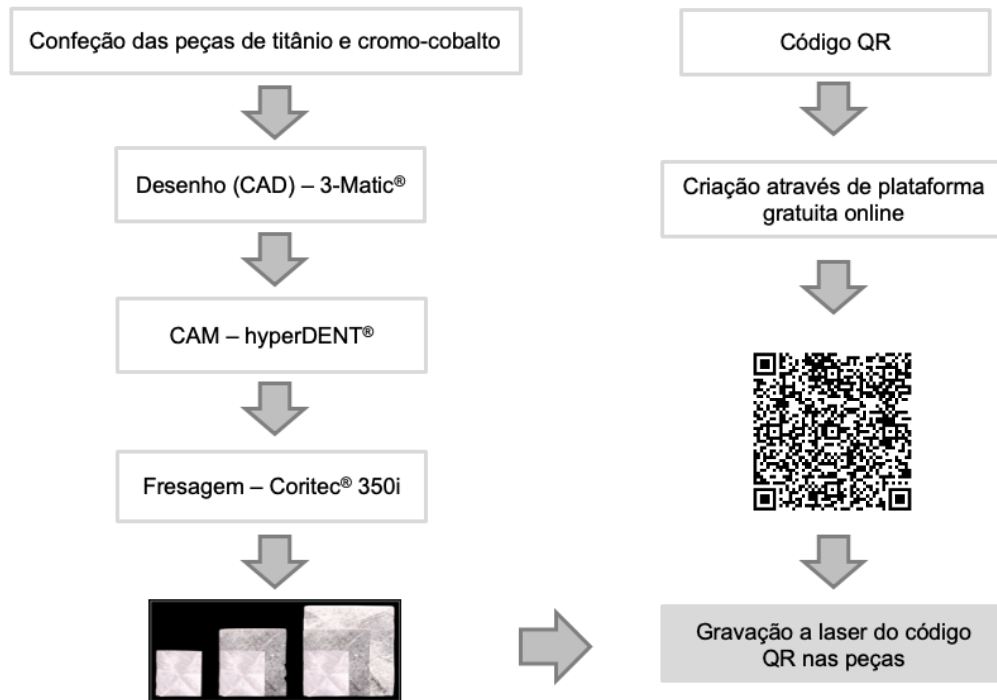 Confeção das peças de titânio e cromo-cobalto
Desenho (CAD) – 3-Matic®
CAM – hyperDENT®
Fresagem – Coritec® 350i
Código QR
Criação através de plataforma
gratuita online
Gravação a laser do código
QR nas peças